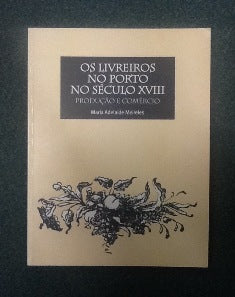 OS LIVREIROS
NO PORTO
NO SÉCULO XVIII
PRODUÇÃO E COMÉRCIO
Maria Adelaide Meireles